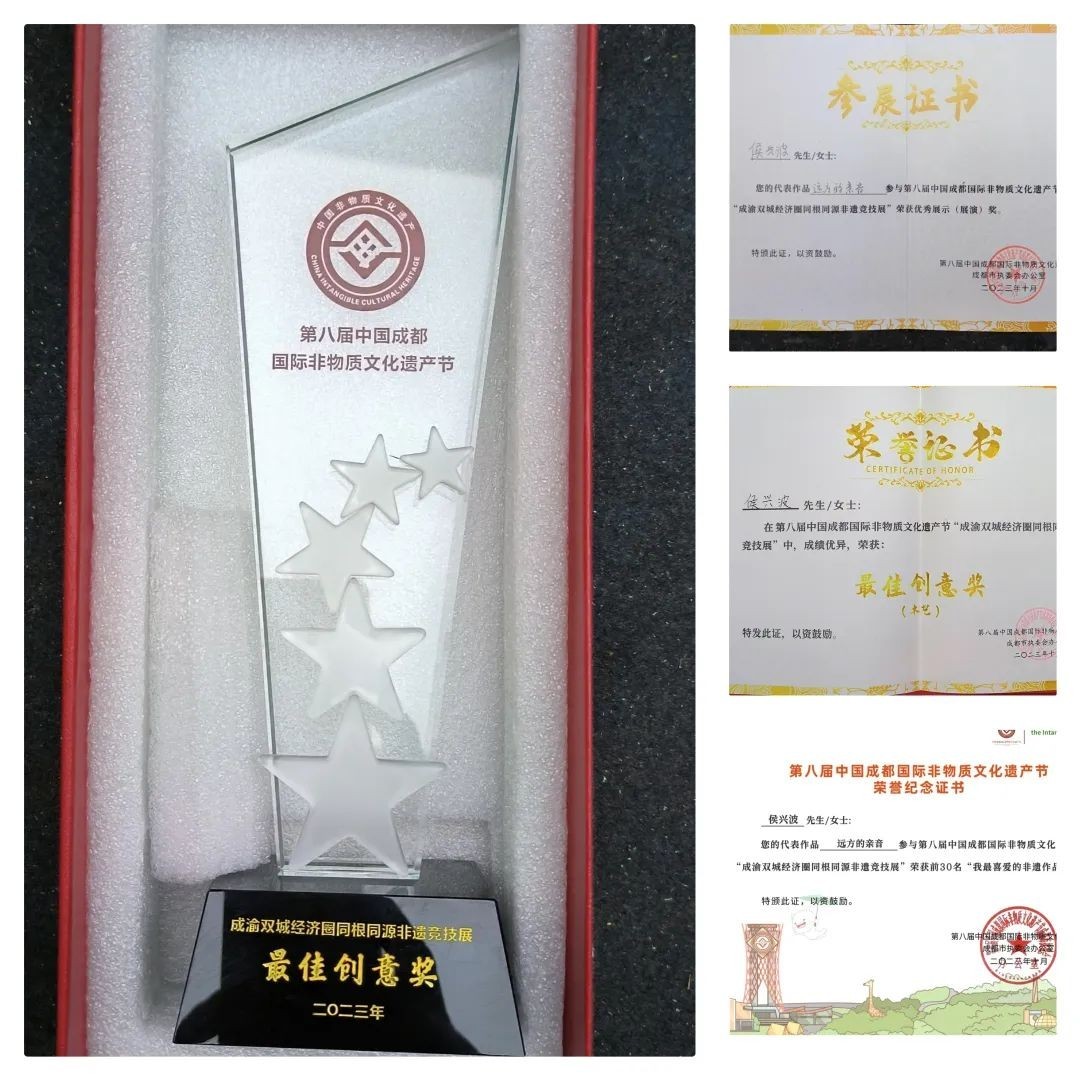 中国非物质文化遗产
CHINA INTANGIBLE CULTURAL HERITAGE
第八届中国成都
国际非物质文化遗产节
成渝双城经济圈同根同源非遗竞技展
最佳创意奖
二〇二三年
参展证书
侯兴波 先生/女士:
您的代表作品 远方的亲音 参与第八届中国成都国际非物质文化遗产节
“成渝双城经济圈同根同源非遗竞技展”荣获优秀展示（展演）奖。
特颁此证，以资鼓励。
第八届中国成都国际非物质文化
成都市执委会办公室
二〇二三年十月
荣誉证书
CERTIFICATE OF HONOR
侯兴波 先生/女士:
在第八届中国成都国际非物质文化遗产节“成渝双城经济圈同根同
竞技展”中，成绩优异，荣获:
最佳创意奖
（木艺）
特发此证，以资鼓励。
第八届中国成都国际非物
成都市执委会办
二〇二三年十
the Intan
第八届中国成都国际非物质文化遗产节
荣誉纪念证书
侯兴波 先生/女士:
您的代表作品 远方的亲音 参与第八届中国成都国际非物质文化
“成渝双城经济圈同根同源非遗竞技展”荣获前30名“我最喜爱的非遗作品
特颁此证，以资鼓励。
第八届中国成都国际非物质文
成都市执委会办公室
二〇二三年十月